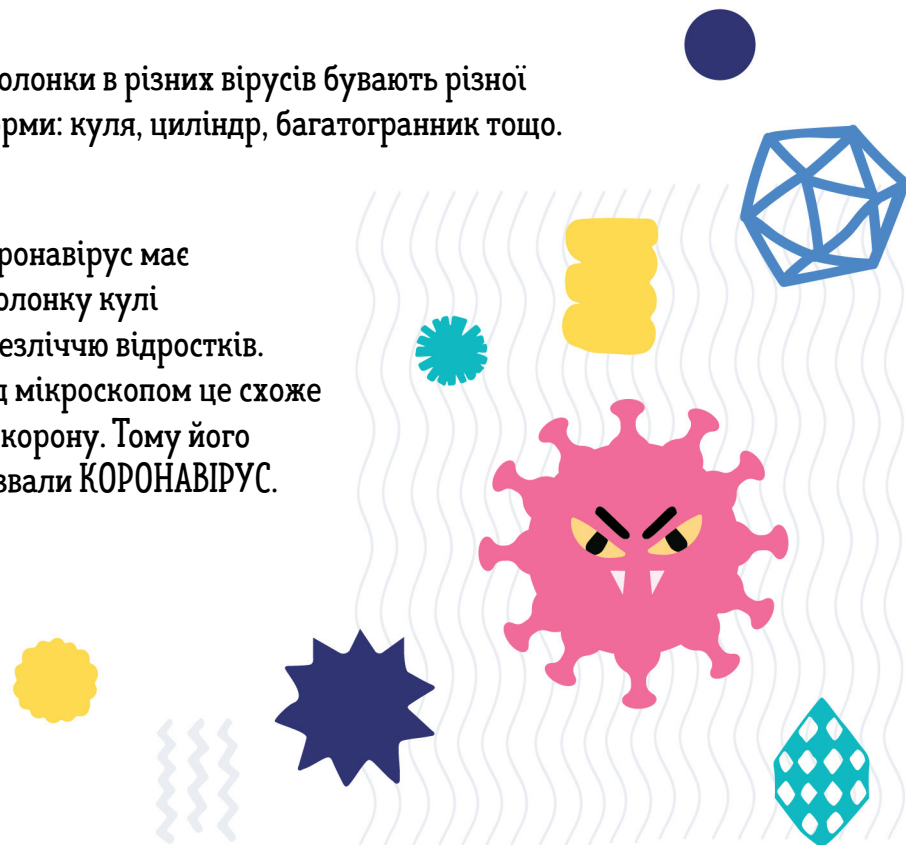 олонки в різних вірусів бувають різної
рми: куля, циліндр, багатогранник тощо.
ронавірус має
олонку кулі
езліччю відростків.
д мікроскопом це схоже
корону. Тому його
звали КОРОНАВІРУС.